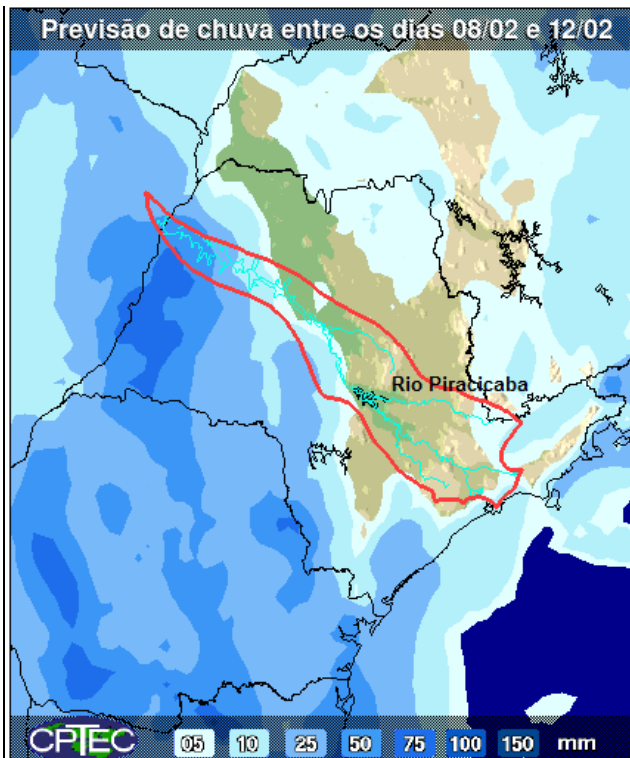 Previsão de chuva entre os dias 08/02 e 12/02
Rio Piracicaba
CPTEC 05 10 25 50 75 100 150 mm